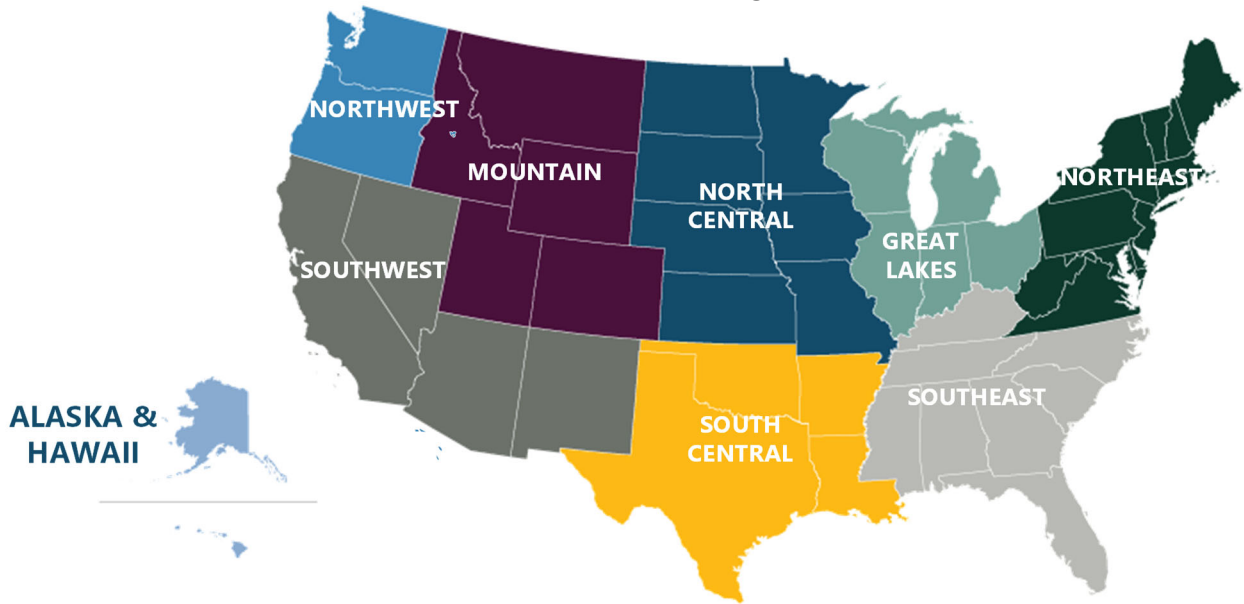 NORTHWEST
MOUNTAIN
NORTH
CENTRAL
NORTHEAST
GREAT
LAKES
SOUTHWEST
SOUTHEAST
ALASKA &
HAWAII
SOUTH
CENTRAL